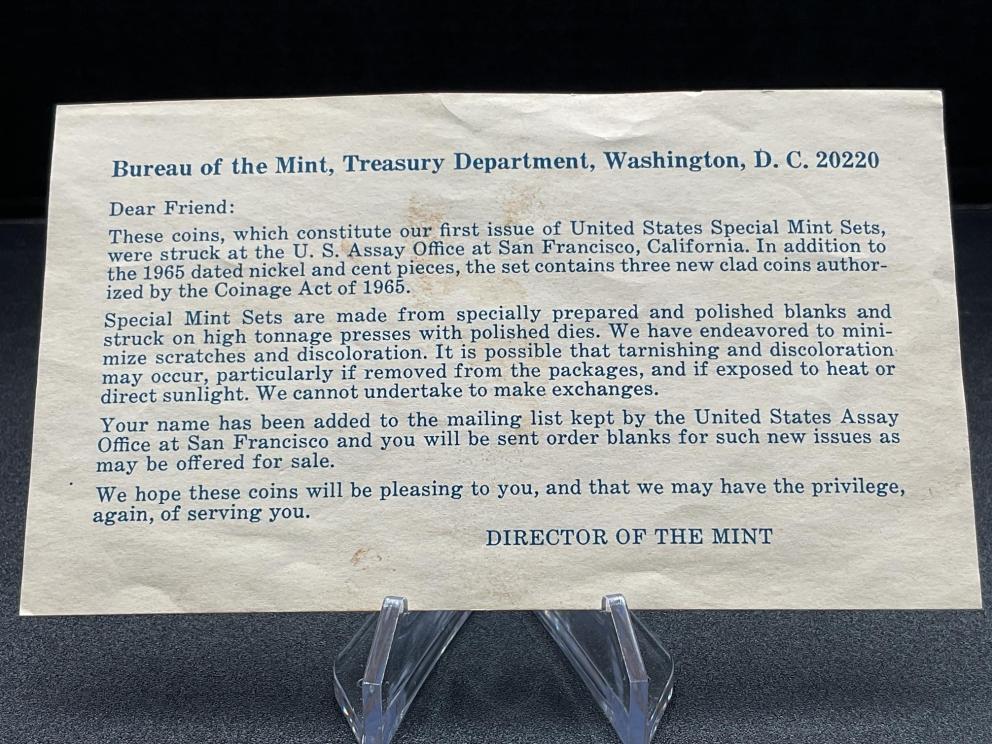 Bureau of the Mint, Treasury Department, Washington, D. C. 20220
Dear Friend:
These coins, which constitute our first issue of United States Special Mint Sets,
were struck at the U. S. Assay Office at San Francisco, California. In addition to
the 1965 dated nickel and cent pieces, the set contains three new clad coins author-
ized by the Coinage Act of 1965.
Special Mint Sets are made from specially prepared and polished blanks and
struck on high tonnage presses with polished dies. We have endeavored to mini-
mize scratches and discoloration. It is possible that tarnishing and discoloration
may occur, particularly if removed from the packages, and if exposed to heat or
direct sunlight. We cannot undertake to make exchanges.
Your name has been added to the mailing list kept by the United States Assay
Office at San Francisco and you will be sent order blanks for such new issues as
may be offered for sale.
We hope these coins will be pleasing to you, and that we may have the privilege,
again, of serving you.
DIRECTOR OF THE MINT